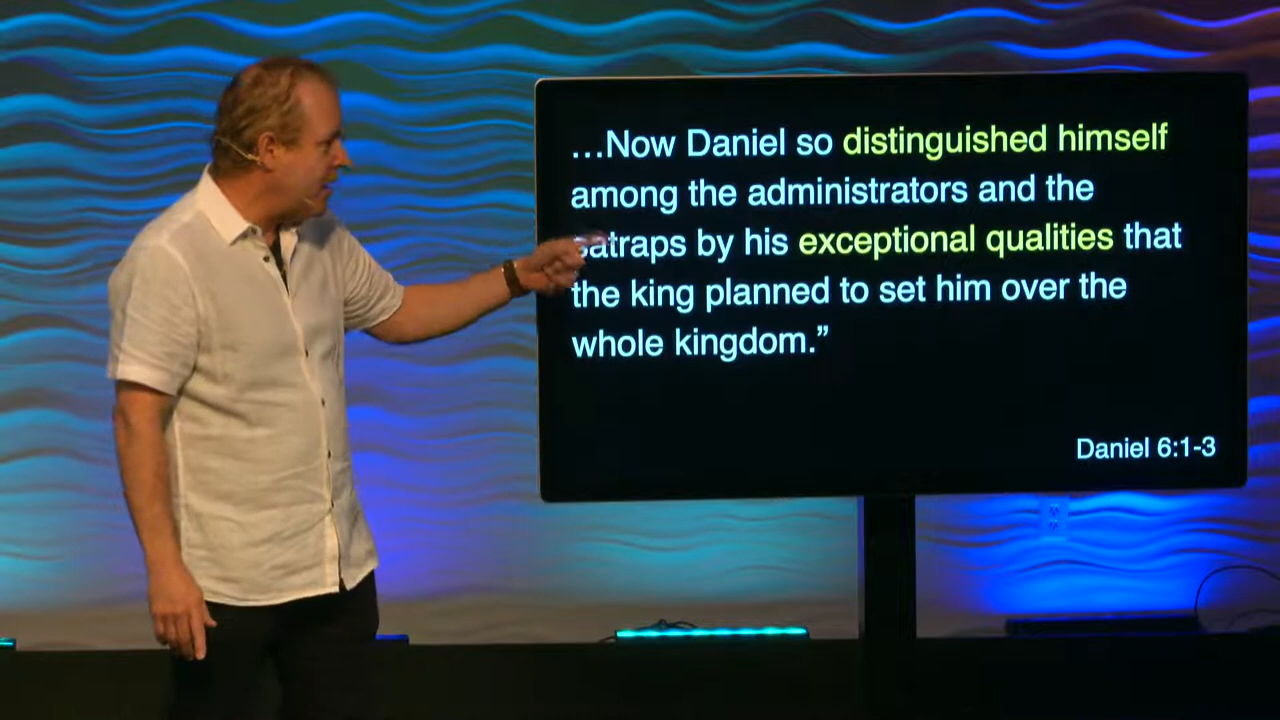 …Now Daniel so distinguished himself
among the administrators and the
satraps by his exceptional qualities that
the king planned to set him over the
whole kingdom.”
Daniel 6:1-3